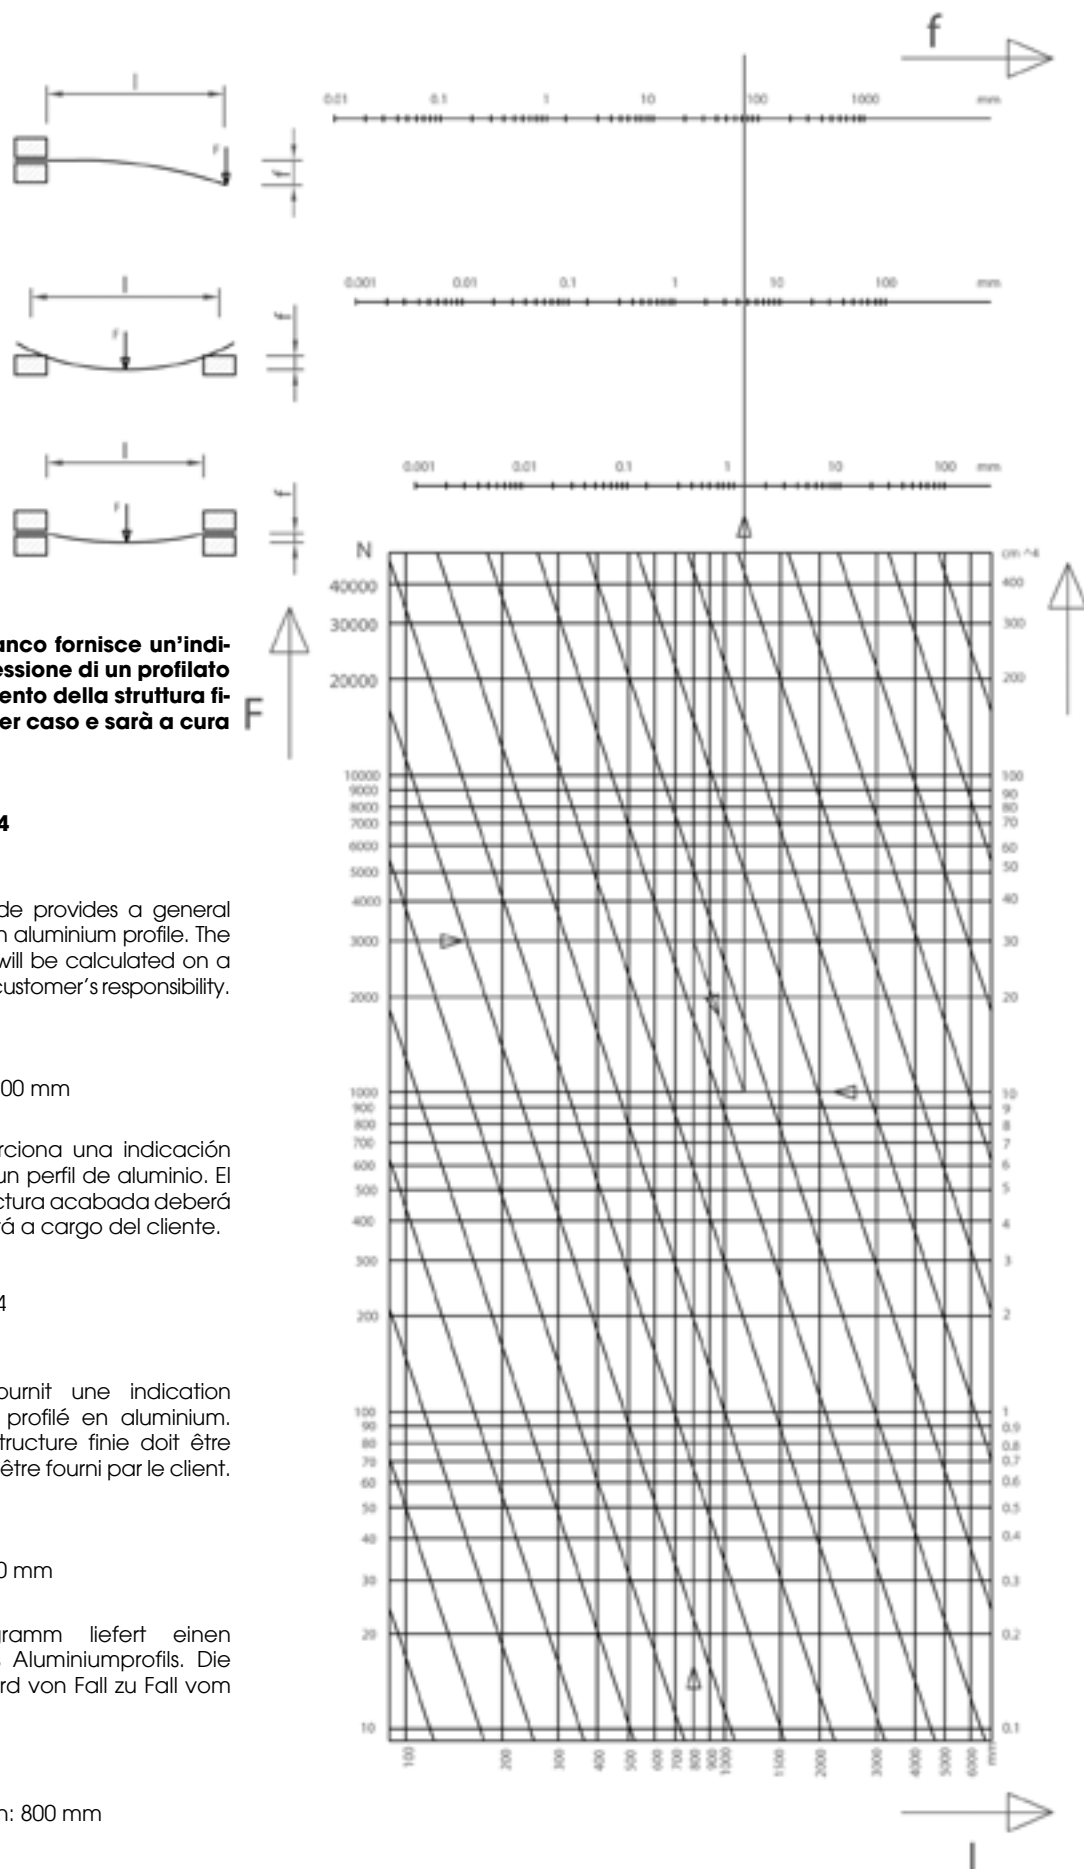 f
l
0.01 0.1 1 10 100 1000 mm
F
f
l
0.001 0.01 0.1 1 10 100 mm
F
f
l
0.001 0.01 0.1 1 10 100 mm
F
f
N
cm ^4
40000
400
30000
300
20000
200
F
10000
100
9000
90
8000
80
7000
70
6000
60
5000
50
4000
40
3000
30
2000
20
1000
10
900
9
800
8
700
7
600
6
500
5
400
4
300
3
200
2
100
1
90
0.9
80
0.8
70
0.7
60
0.6
50
0.5
40
0.4
30
0.3
20
0.2
10
0.1
100 200 300 400 500 600 700 800 900 1000 1500 2000 3000 4000 5000 6000 mm
l
anco fornisce un'indi-
essione di un profilato
ento della struttura fi-
er caso e sarà a cura
4
de provides a general
n aluminium profile. The
will be calculated on a
customer's responsibility.
00 mm
rciona una indicación
un perfil de aluminio. El
ctura acabada deberá
rá a cargo del cliente.
4
ournit une indication
profilé en aluminium.
tructure finie doit être
être fourni par le client.
0 mm
gramm liefert einen
s Aluminiumprofils. Die
rd von Fall zu Fall vom
n: 800 mm